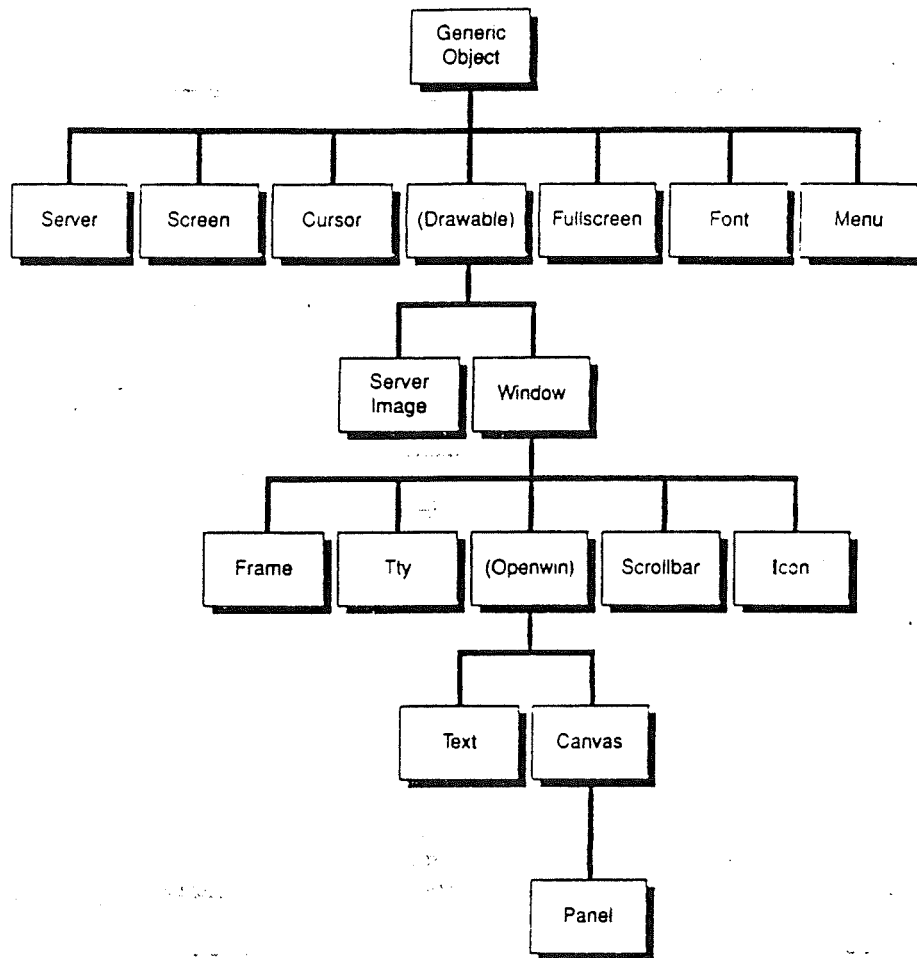 Generic
Object
Server
Screen
Cursor
(Drawable)
Fullscreen
Font
Menu
Server
Image
Window
Frame
Tty
(Openwin)
Scrollbar
Icon
Text
Canvas
Panel